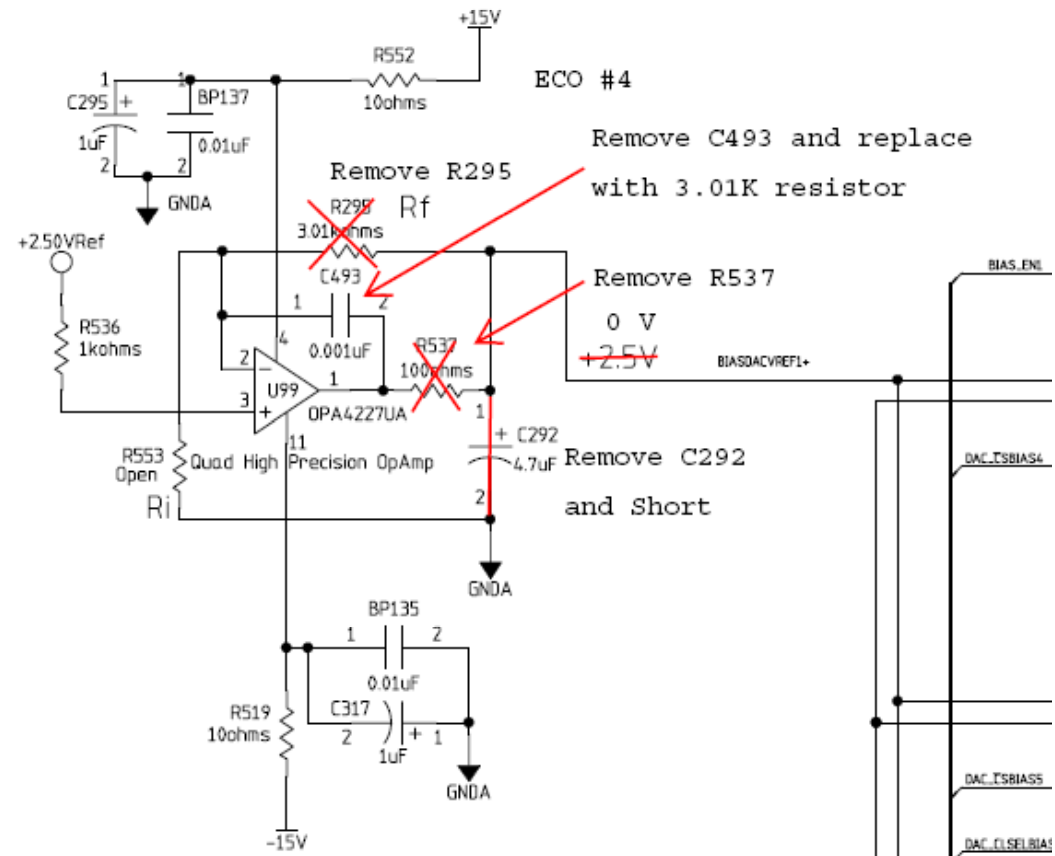 +15V
R552
10ohms
ECO #4
1
1
C295
+
BP137
1uF
0.01uF
2
2
GNDA
Remove C493 and replace
with 3.01K resistor
Remove R295
R295
Rf
3.01kohms
+2.50VRef
C493
1
2
0.001uF
Remove R537
0 V
+2.5V
BIASDACVREF1+
BIAS_EN1
R536
1kohms
R537
100ohms
4
2
-
U99
1
3
+
OPA4227UA
11
1
+
C292
4.7uF
2
Remove C292
and Short
R553
Open
Quad High Precision OpAmp
Ri
DAC_CSBIAS4
GNDA
BP135
1
2
0.01uF
R519
10ohms
C317
2
+
1
1uF
GNDA
-15V
DAC_CSBIAS5
DAC_CLSELBIAS